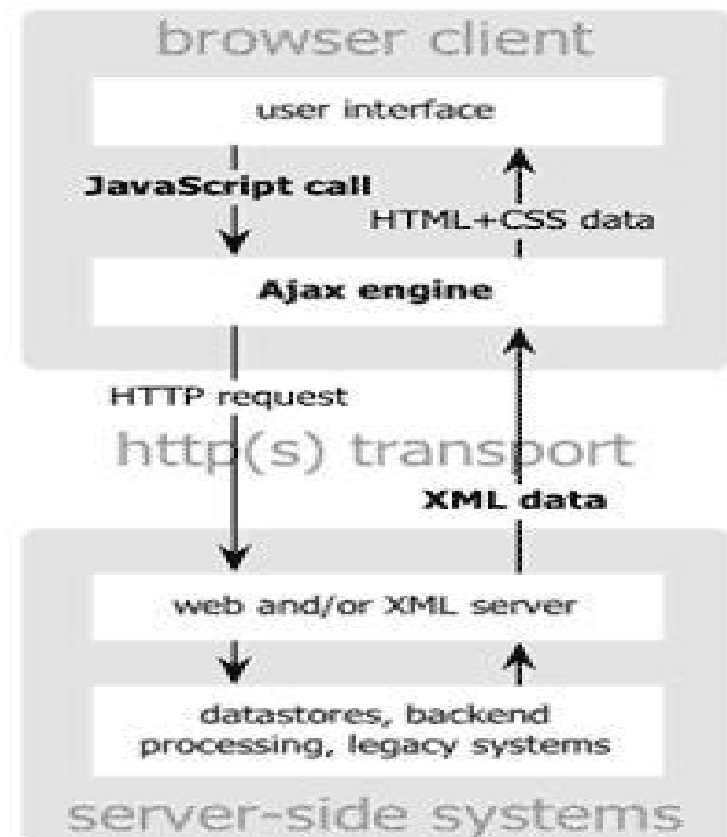 browser client
user interface
JavaScript call
HTML+CSS data
Ajax engine
HTTP request
http(s) transport
XML data
web and/or XML server
datastores, backend
processing, legacy systems
server-side systems